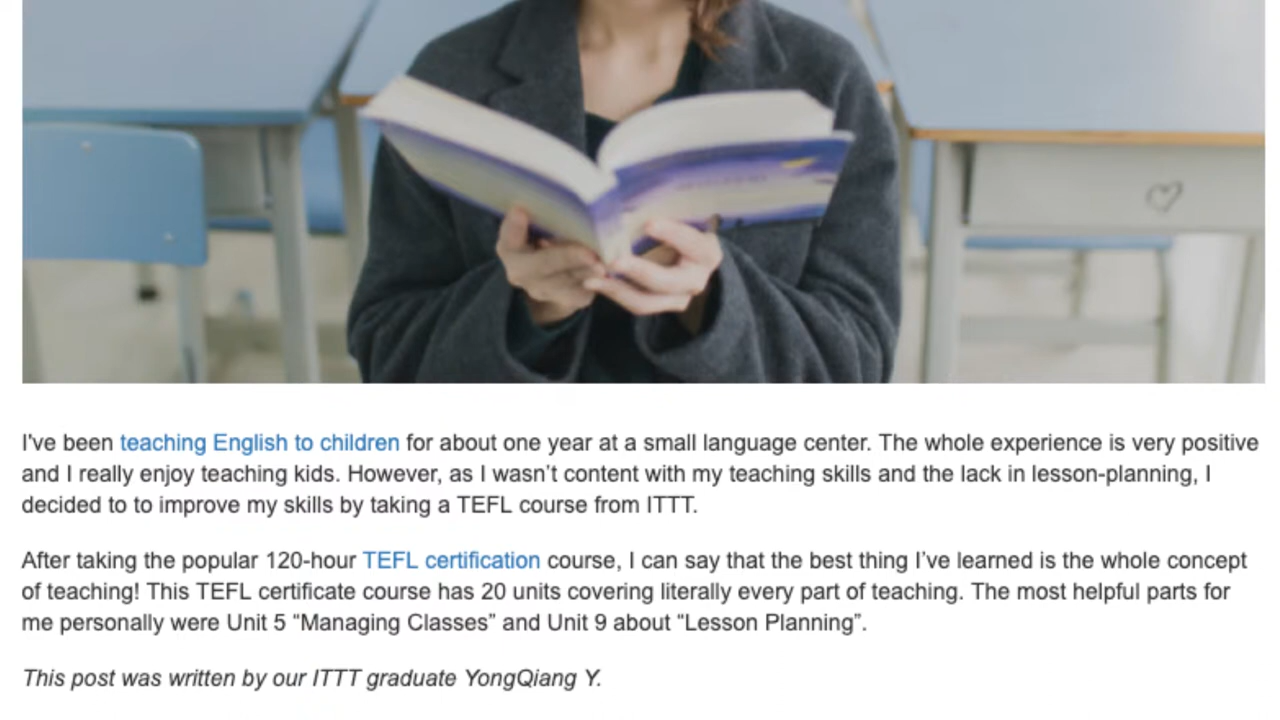 I've been teaching English to children for about one year at a small language center. The whole experience is very positive
and I really enjoy teaching kids. However, as I wasn’t content with my teaching skills and the lack in lesson-planning, I
decided to to improve my skills by taking a TEFL course from ITTT.
After taking the popular 120-hour TEFL certification course, I can say that the best thing I’ve learned is the whole concept
of teaching! This TEFL certificate course has 20 units covering literally every part of teaching. The most helpful parts for
me personally were Unit 5 “Managing Classes” and Unit 9 about “Lesson Planning”.
This post was written by our ITTT graduate YongQiang Y.